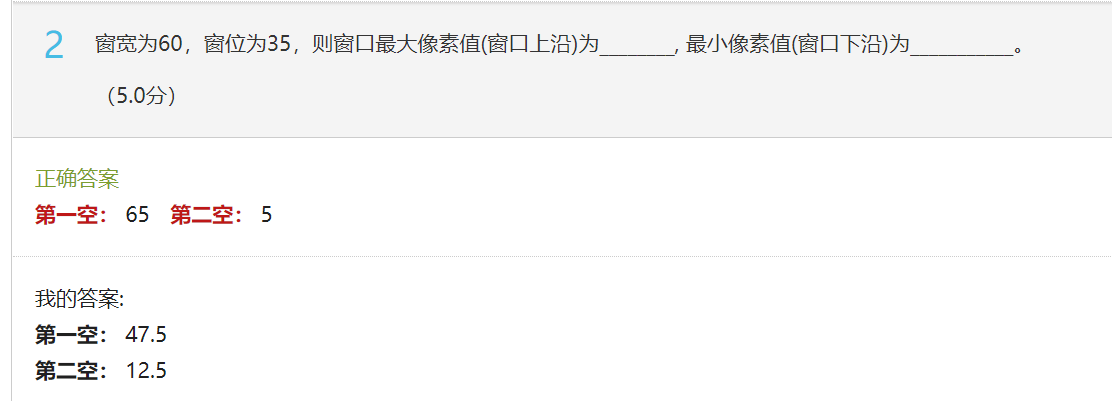 2 窗宽为60，窗位为35，则窗口最大像素值(窗口上沿)为________, 最小像素值(窗口下沿)为___________。
（5.0分）
正确答案
第一空： 65 第二空： 5
我的答案:
第一空： 47.5
第二空： 12.5